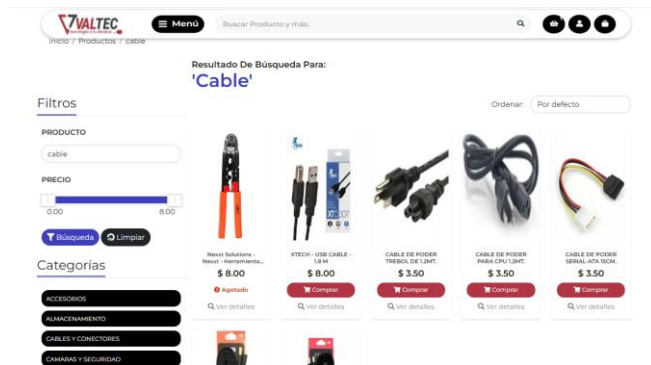 VALTEC
Menú
Buscar Producto y más..
Inicio / Productos / cable
Resultado De Búsqueda Para:
'Cable'
Filtros
Ordenar:
Por defecto
PRODUCTO
cable
PRECIO
0.00
8.00
Búsqueda
Limpiar
Categorías
ACCESORIOS
ALMACENAMIENTO
CABLES Y CONECTORES
CAMARAS Y SEGURIDAD
Nexxt Solutions -
Nexxt - Herramienta...
$ 8.00
Agotado
Ver detalles
XTECH - USB CABLE -
1.8 M
$ 8.00
Comprar
Ver detalles
CABLE DE PODER
TREBOL DE 1.2MT.
$ 3.50
Comprar
Ver detalles
CABLE DE PODER
PARA CPU 1.2MT.
$ 3.50
Comprar
Ver detalles
CABLE DE PODER
SERIAL-ATA 15CM.
$ 3.50
Comprar
Ver detalles